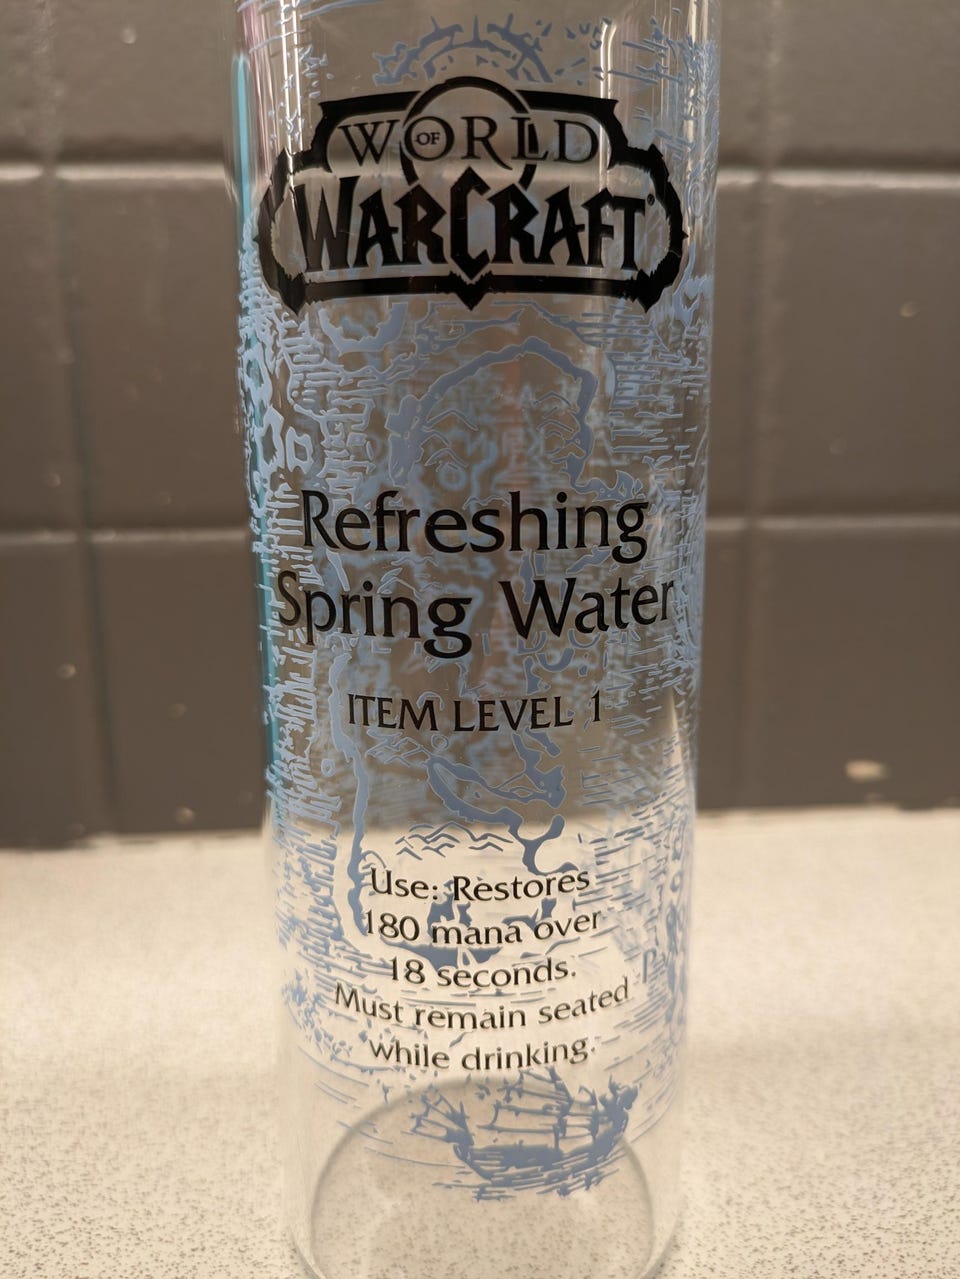 WORLD
OF
WARCRAFT
Refreshing
Spring Water
ITEM LEVEL 1
Use: Restores
180 mana over
18 seconds.
Must remain seated
while drinking.